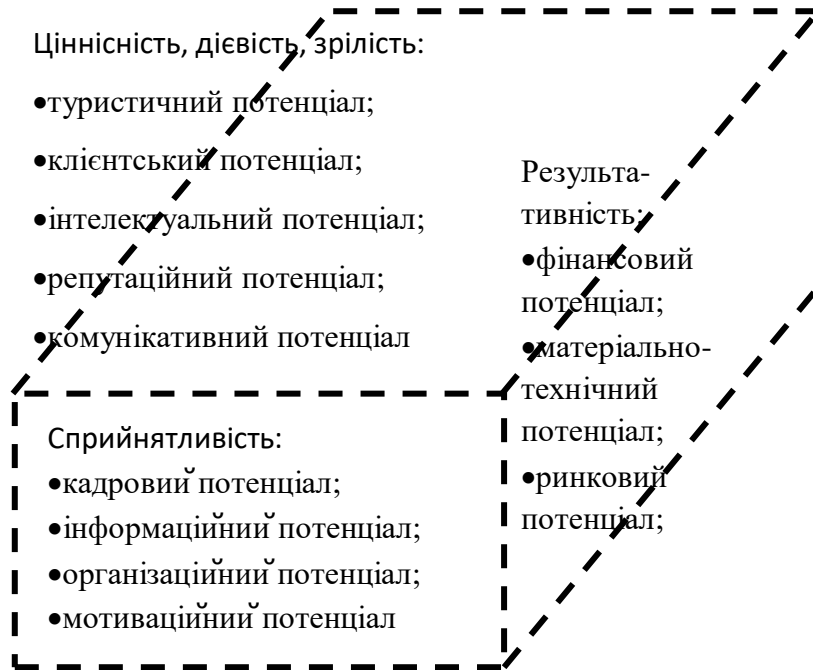 Ціннісність, дієвість, зрілість:
•туристичний потенціал;
•клієнтський потенціал;
•інтелектуальний потенціал;
•репутаційний потенціал;
•комунікативний потенціал
Результа-
тивність:
•фінансовий
потенціал;
•матеріально-
технічний
потенціал;
•ринковий
потенціал;
Сприйнятливість:
•кадровий потенціал;
•інформаційний потенціал;
•організаційний потенціал;
•мотиваційний потенціал